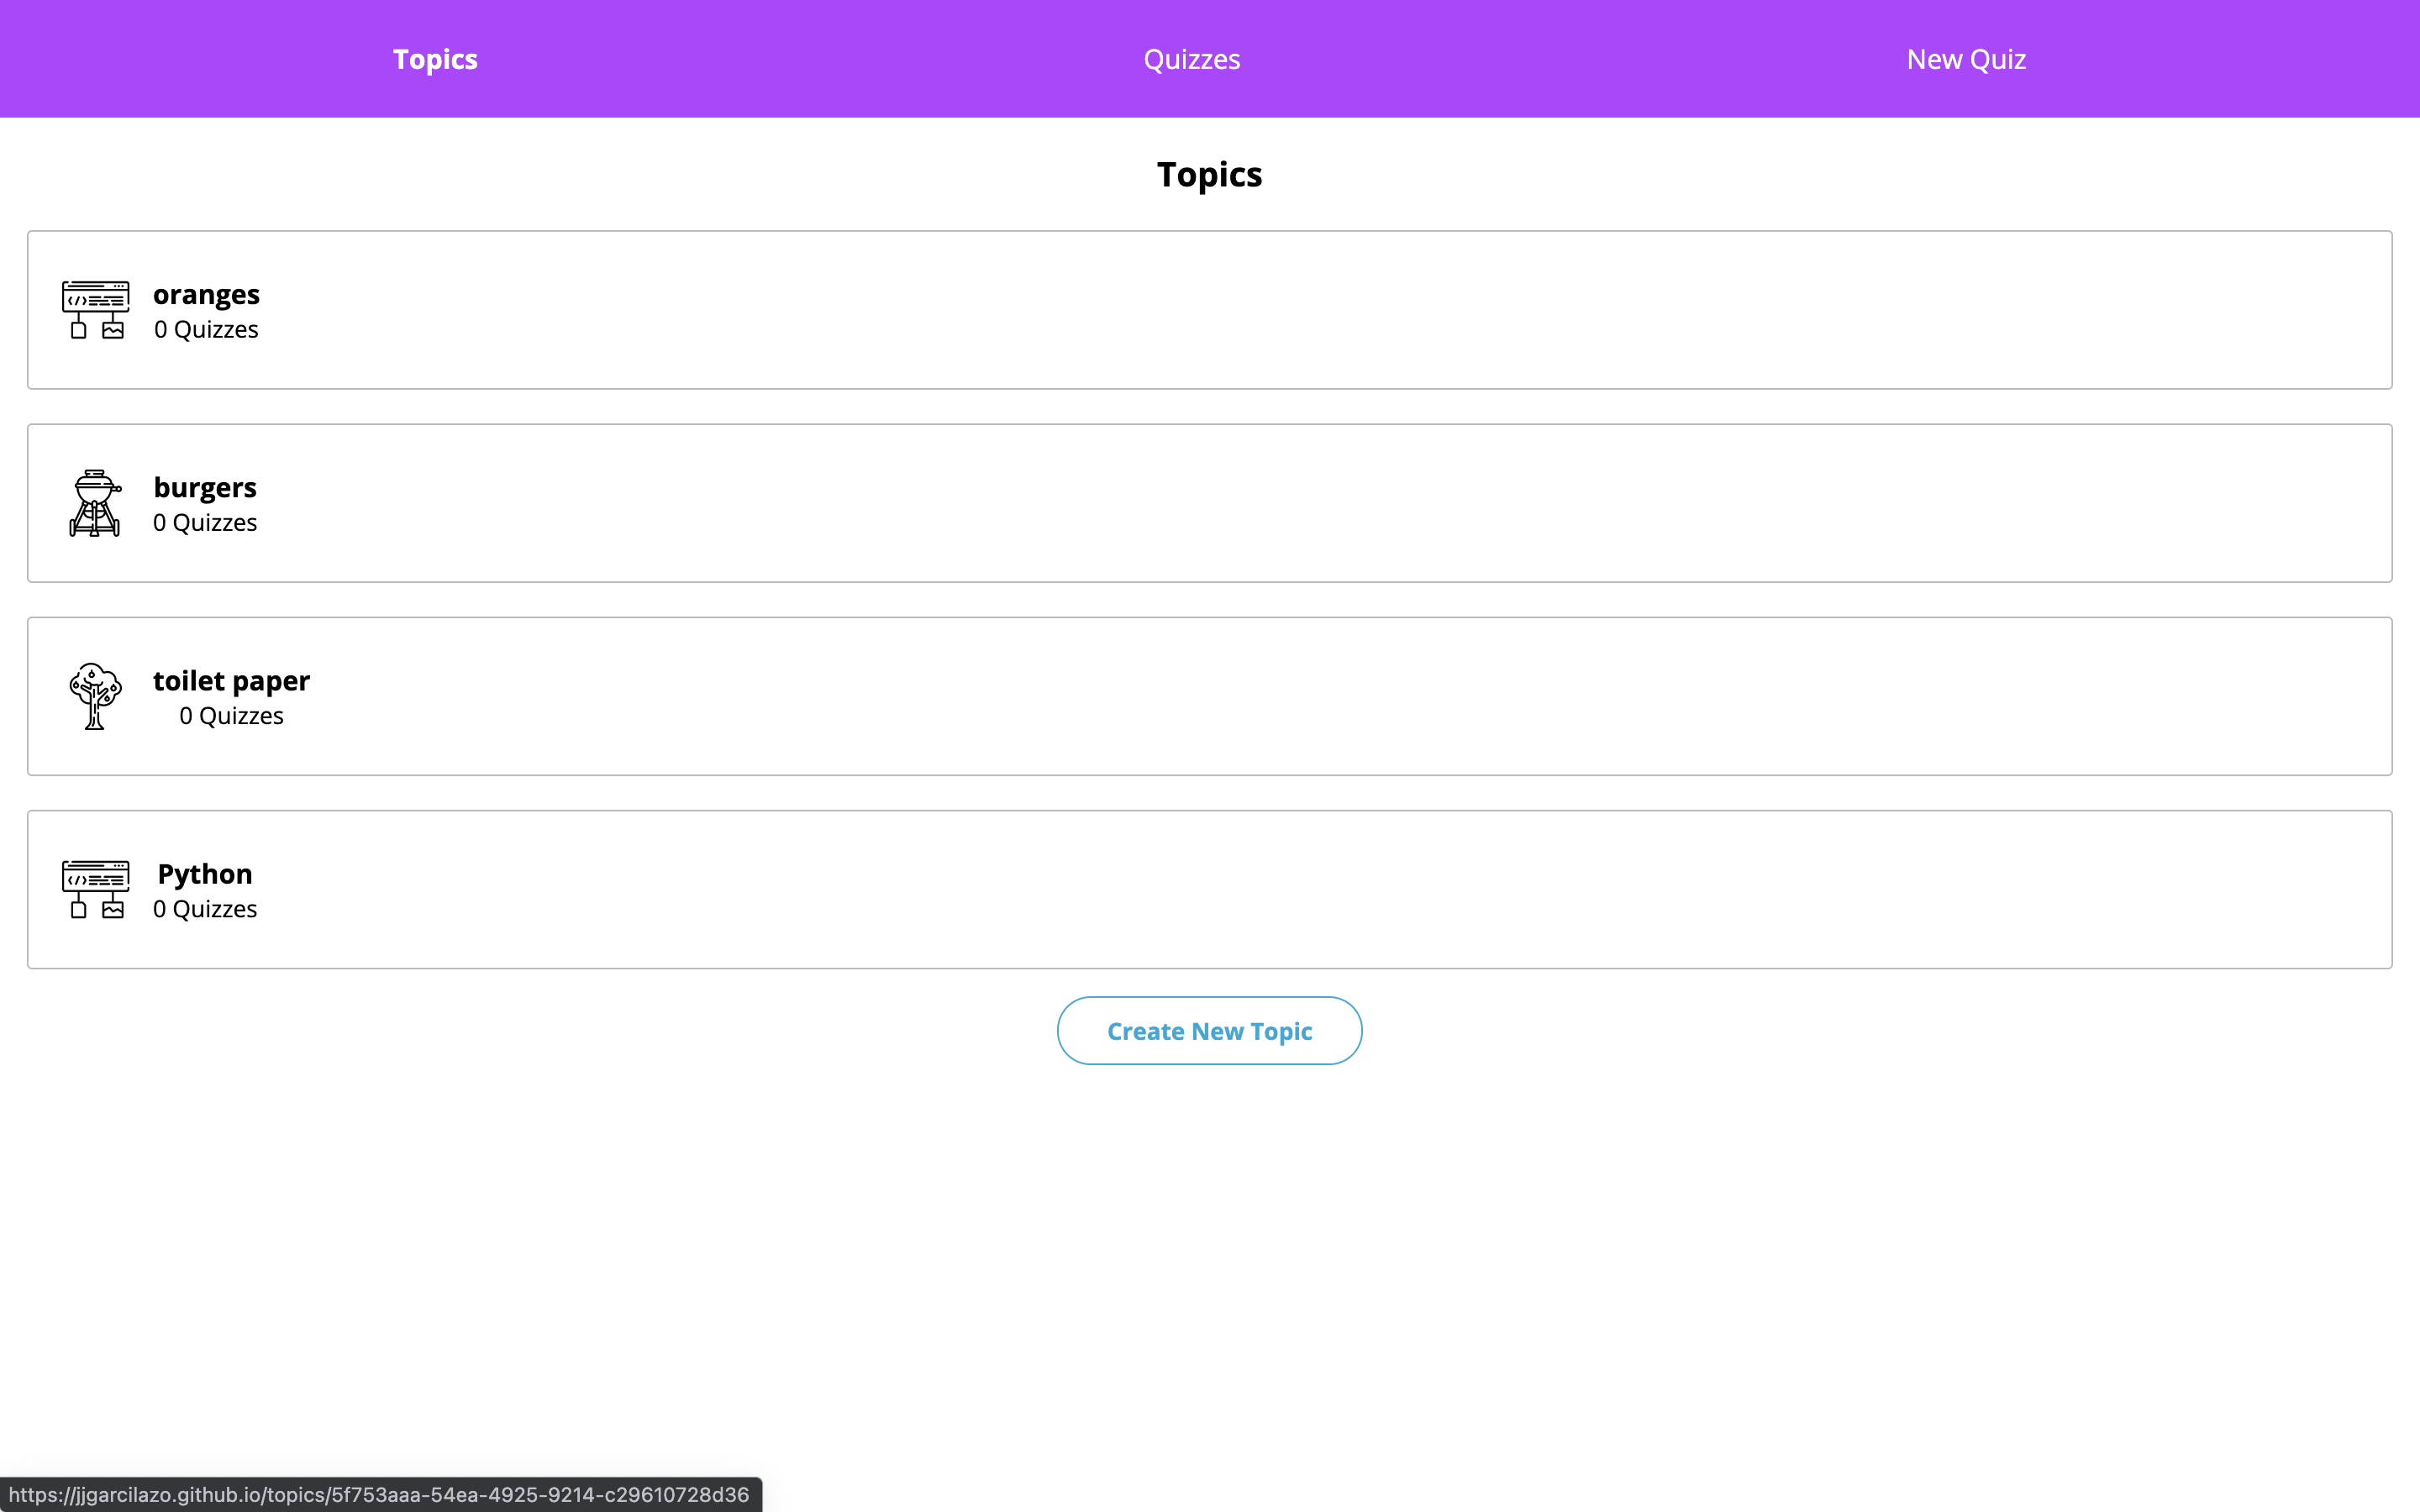 Topics
Quizzes
New Quiz
Topics
oranges
0 Quizzes
burgers
0 Quizzes
toilet paper
0 Quizzes
Python
0 Quizzes
Create New Topic
https://jjgarcilazo.github.io/topics/5f753aaa-54ea-4925-9214-c29610728d36